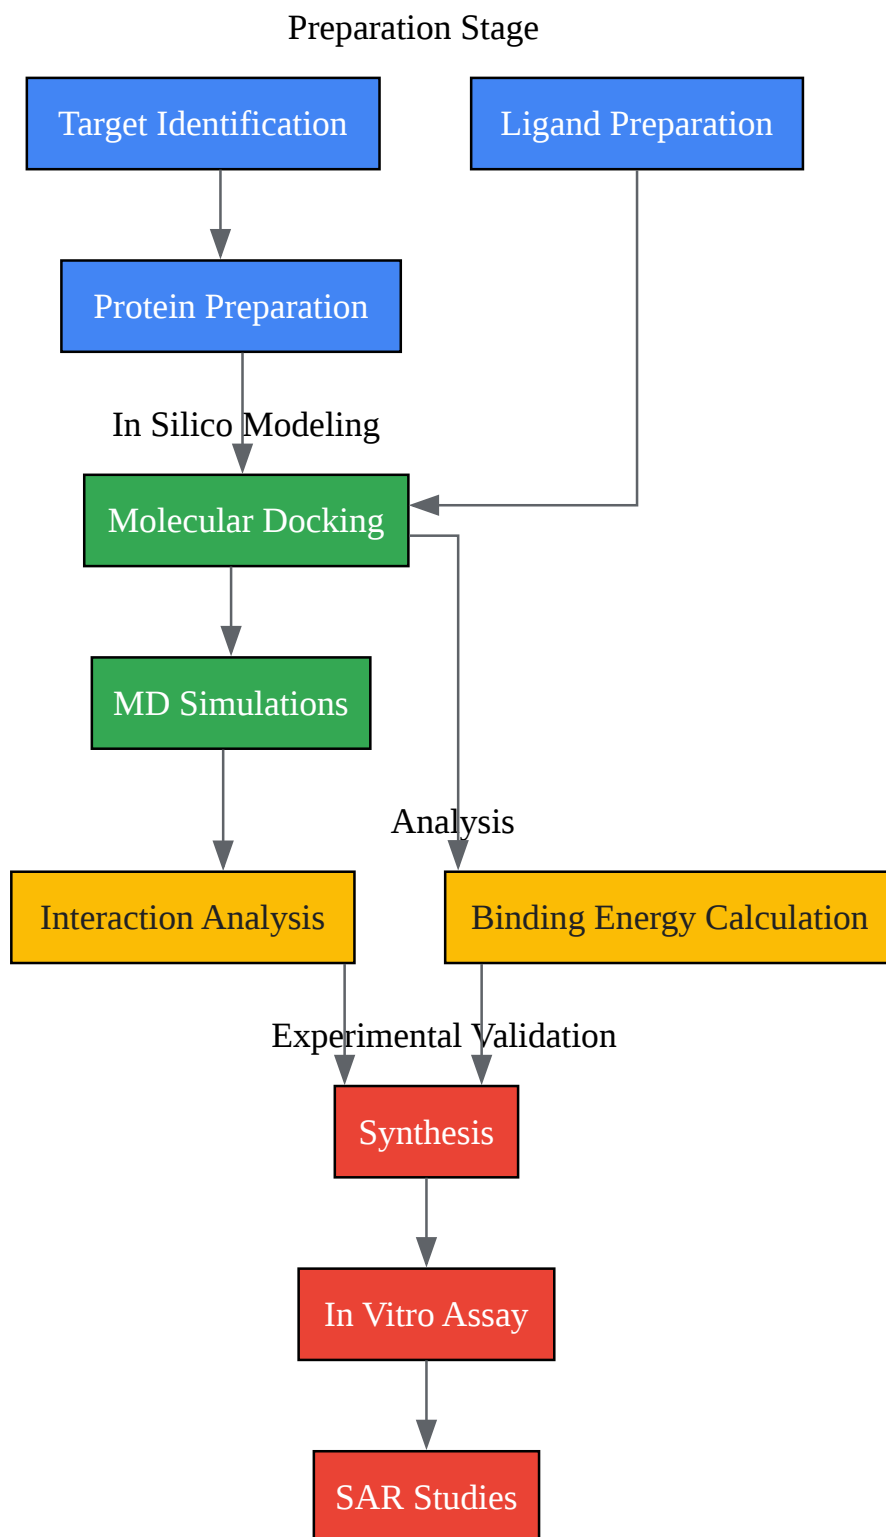 Preparation Stage
Target Identification
Ligand Preparation
Protein Preparation
In Silico Modeling
Molecular Docking
MD Simulations
Analysis
Interaction Analysis
Binding Energy Calculation
Experimental Validation
Synthesis
In Vitro Assay
SAR Studies